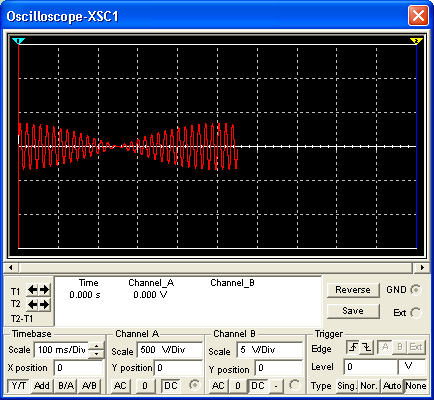 Oscilloscope-XSC1
1 2
Time Channel_A Channel_B
T1 0.000 s 0.000 V
T2
T2-T1
Reverse GND
Save Ext
Timebase Channel A Channel B Trigger
Scale 100 ms/Div Scale 500 V/Div Scale 5 V/Div Edge A B Ext
X position 0 Y position 0 Y position 0 Level 0 V
Y/T Add B/A A/B AC 0 DC AC 0 DC - Type Sing. Nor. Auto None